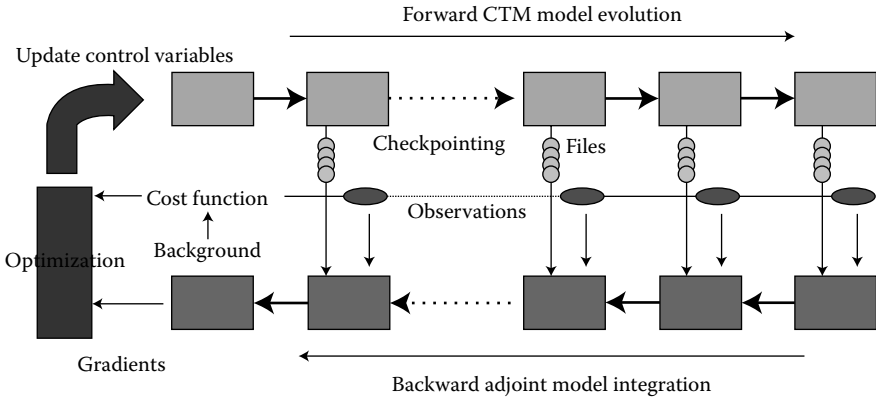 Forward CTM model evolution
Update control variables
Checkpointing
Files
Cost function
Observations
Background
Optimization
Gradients
Backward adjoint model integration